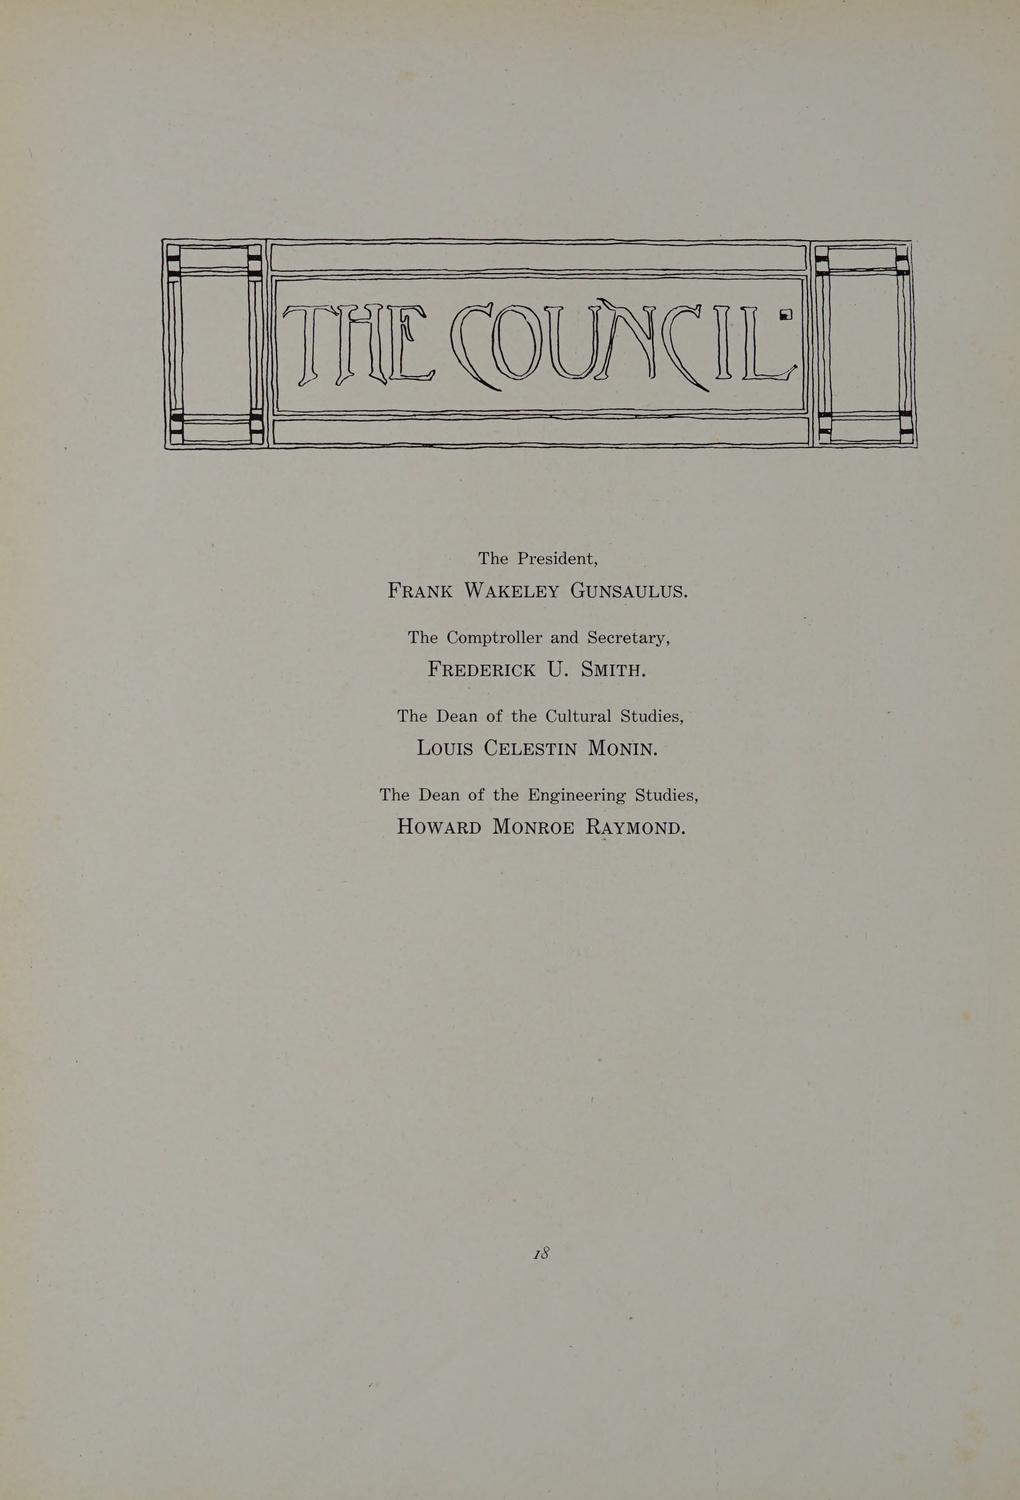 THE COUNCIL
The President,
FRANK WAKELEY GUNSAULUS.
The Comptroller and Secretary,
FREDERICK U. SMITH.
The Dean of the Cultural Studies,
LOUIS CELESTIN MONIN.
The Dean of the Engineering Studies,
HOWARD MONROE RAYMOND.
18